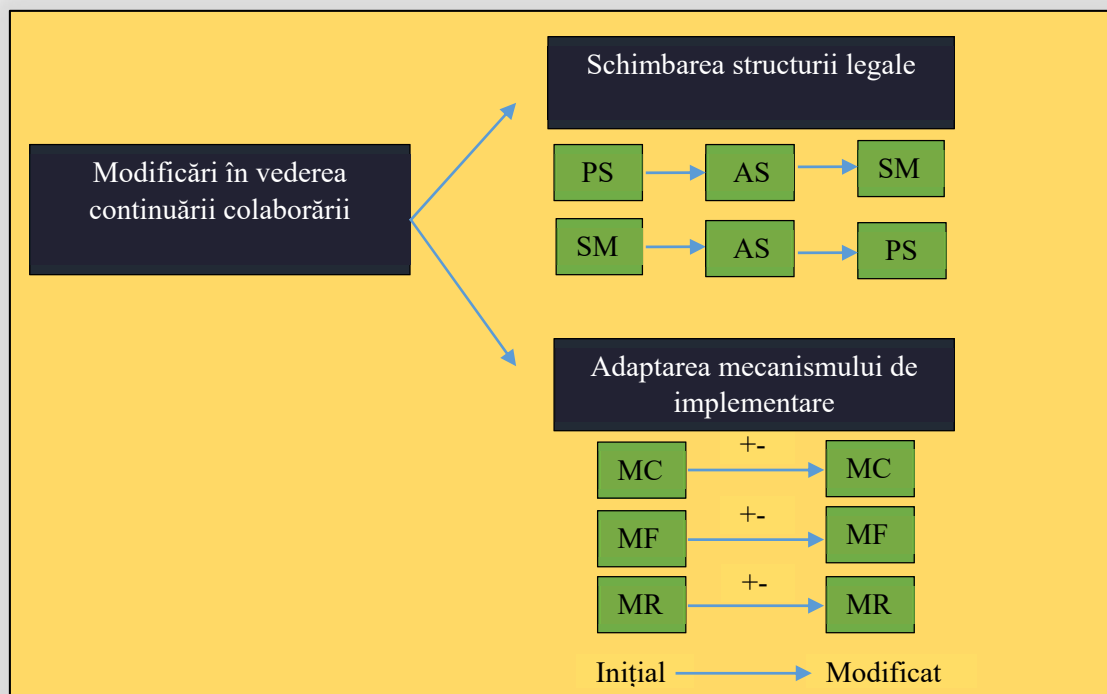 Schimbarea structurii legale
Modificări în vederea
continuării colaborării
PS AS SM
SM AS PS
Adaptarea mecanismului de
implementare
+-
MC MC
+-
MF MF
+-
MR MR
Inițial Modificat